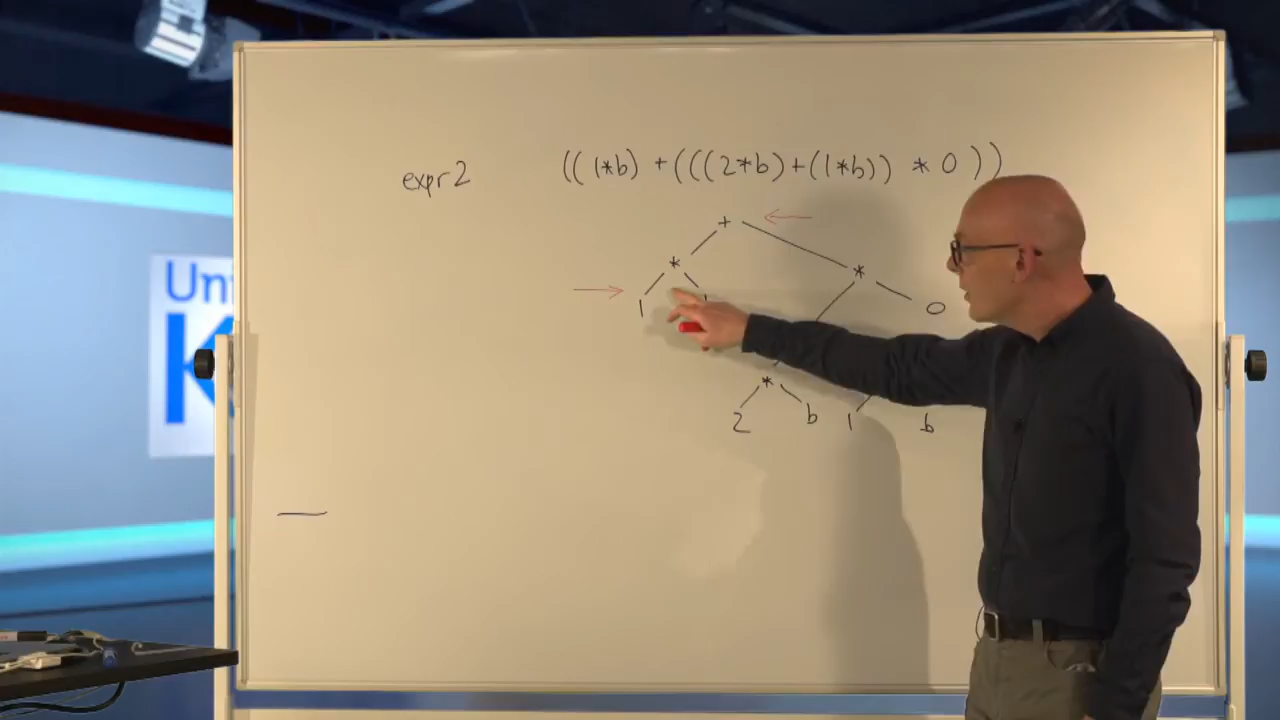 expr2 ((1*b) + (((2*b)+(1*b)) * 0))
+
* *
1 0
*
2 b 1 b
Uni
K